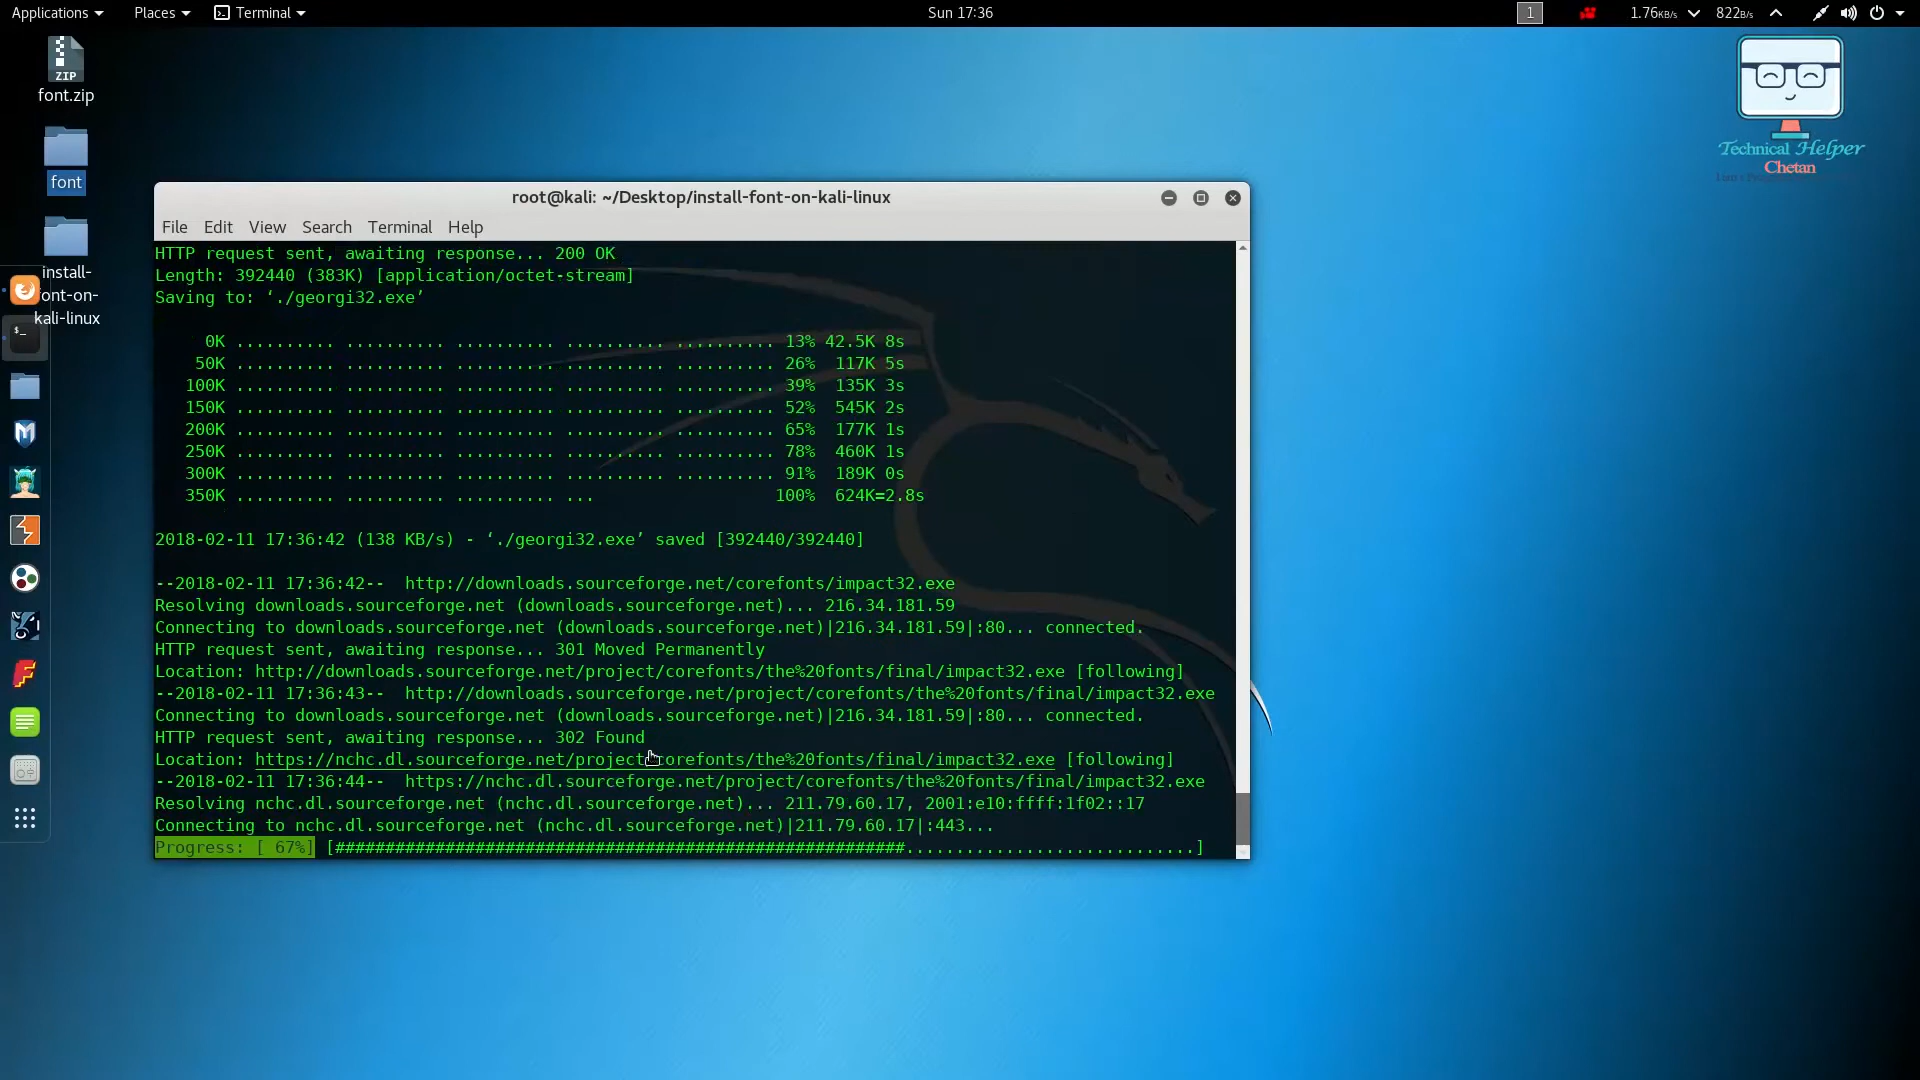 Applications Places Terminal Sun 17:36 1 1.76KB/s 822B/s
ZIP
font.zip
font
install-
font-on-
kali-linux
Technical Helper
Chetan
root@kali: ~/Desktop/install-font-on-kali-linux
File Edit View Search Terminal Help
HTTP request sent, awaiting response... 200 OK
Length: 392440 (383K) [application/octet-stream]
Saving to: ‘./georgi32.exe’
0K .......... .......... .......... .......... .......... 13% 42.5K 8s
50K .......... .......... .......... .......... .......... 26% 117K 5s
100K .......... .......... .......... .......... .......... 39% 135K 3s
150K .......... .......... .......... .......... .......... 52% 545K 2s
200K .......... .......... .......... .......... .......... 65% 177K 1s
250K .......... .......... .......... .......... .......... 78% 460K 1s
300K .......... .......... .......... .......... .......... 91% 189K 0s
350K .......... .......... .......... ... 100% 624K=2.8s
2018-02-11 17:36:42 (138 KB/s) - ‘./georgi32.exe’ saved [392440/392440]
--2018-02-11 17:36:42-- http://downloads.sourceforge.net/corefonts/impact32.exe
Resolving downloads.sourceforge.net (downloads.sourceforge.net)... 216.34.181.59
Connecting to downloads.sourceforge.net (downloads.sourceforge.net)|216.34.181.59|:80... connected.
HTTP request sent, awaiting response... 301 Moved Permanently
Location: http://downloads.sourceforge.net/project/corefonts/the%20fonts/final/impact32.exe [following]
--2018-02-11 17:36:43-- http://downloads.sourceforge.net/project/corefonts/the%20fonts/final/impact32.exe
Connecting to downloads.sourceforge.net (downloads.sourceforge.net)|216.34.181.59|:80... connected.
HTTP request sent, awaiting response... 302 Found
Location: https://nchc.dl.sourceforge.net/project/corefonts/the%20fonts/final/impact32.exe [following]
--2018-02-11 17:36:44-- https://nchc.dl.sourceforge.net/project/corefonts/the%20fonts/final/impact32.exe
Resolving nchc.dl.sourceforge.net (nchc.dl.sourceforge.net)... 211.79.60.17, 2001:e10:ffff:1f02::17
Connecting to nchc.dl.sourceforge.net (nchc.dl.sourceforge.net)|211.79.60.17|:443...
Progress: [ 67%] [#########################################################.............................]